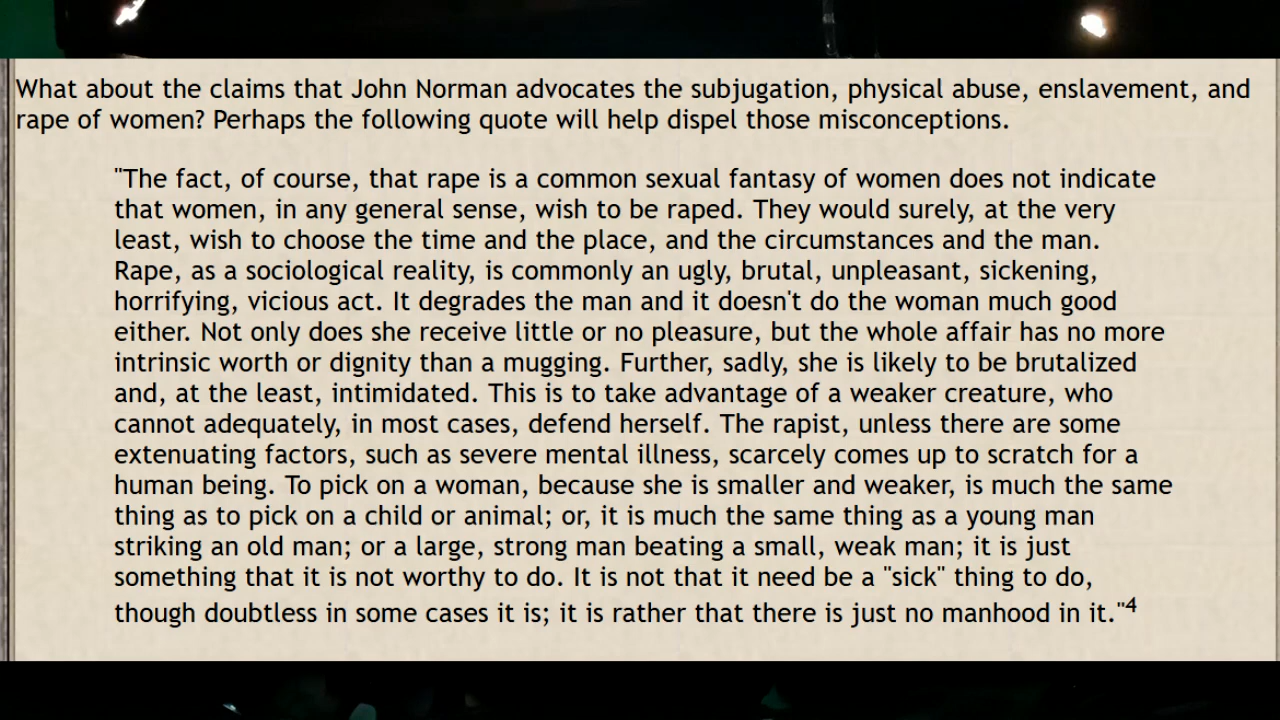 What about the claims that John Norman advocates the subjugation, physical abuse, enslavement, and
rape of women? Perhaps the following quote will help dispel those misconceptions.
"The fact, of course, that rape is a common sexual fantasy of women does not indicate
that women, in any general sense, wish to be raped. They would surely, at the very
least, wish to choose the time and the place, and the circumstances and the man.
Rape, as a sociological reality, is commonly an ugly, brutal, unpleasant, sickening,
horrifying, vicious act. It degrades the man and it doesn't do the woman much good
either. Not only does she receive little or no pleasure, but the whole affair has no more
intrinsic worth or dignity than a mugging. Further, sadly, she is likely to be brutalized
and, at the least, intimidated. This is to take advantage of a weaker creature, who
cannot adequately, in most cases, defend herself. The rapist, unless there are some
extenuating factors, such as severe mental illness, scarcely comes up to scratch for a
human being. To pick on a woman, because she is smaller and weaker, is much the same
thing as to pick on a child or animal; or, it is much the same thing as a young man
striking an old man; or a large, strong man beating a small, weak man; it is just
something that it is not worthy to do. It is not that it need be a "sick" thing to do,
though doubtless in some cases it is; it is rather that there is just no manhood in it."4